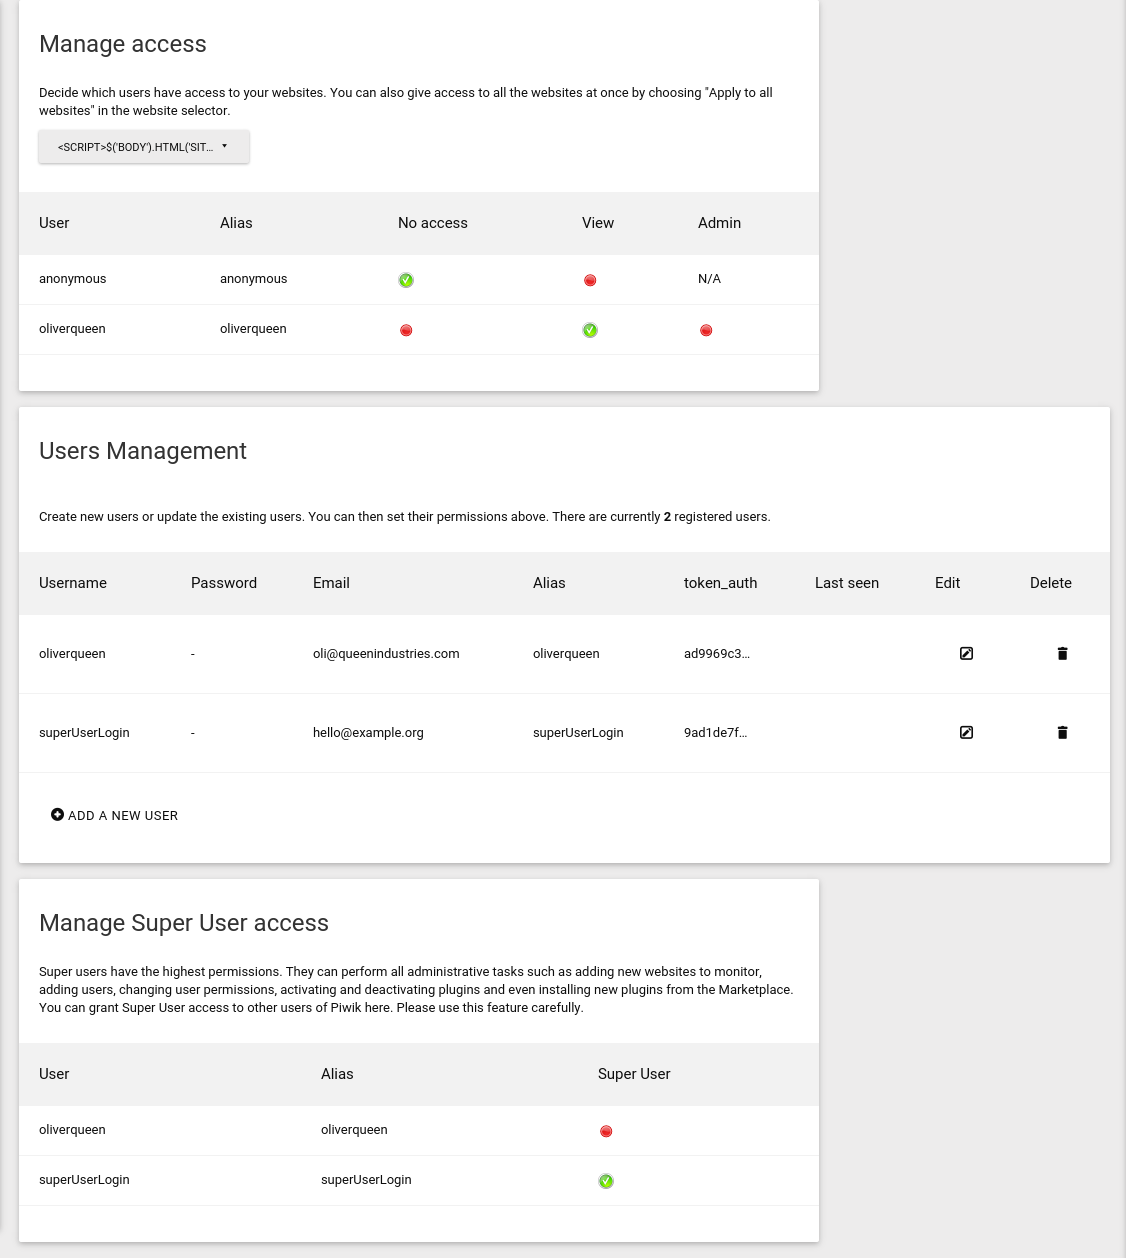 Manage access
Decide which users have access to your websites. You can also give access to all the websites at once by choosing "Apply to all
websites" in the website selector.
<SCRIPT>$('BODY').HTML('SIT...
User Alias No access View Admin
anonymous anonymous N/A
oliverqueen oliverqueen
Users Management
Create new users or update the existing users. You can then set their permissions above. There are currently 2 registered users.
Username Password Email Alias token_auth Last seen Edit Delete
oliverqueen - oli@queenindustries.com oliverqueen ad9969c3...
superUserLogin - hello@example.org superUserLogin 9ad1de7f...
ADD A NEW USER
Manage Super User access
Super users have the highest permissions. They can perform all administrative tasks such as adding new websites to monitor,
adding users, changing user permissions, activating and deactivating plugins and even installing new plugins from the Marketplace.
You can grant Super User access to other users of Piwik here. Please use this feature carefully.
User Alias Super User
oliverqueen oliverqueen
superUserLogin superUserLogin